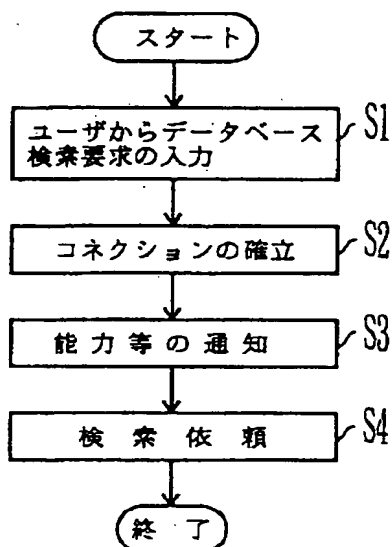 スタート
ユーザからデータベース S1
検索要求の入力
コネクションの確立 S2
能力等の通知 S3
検索依頼 S4
終了